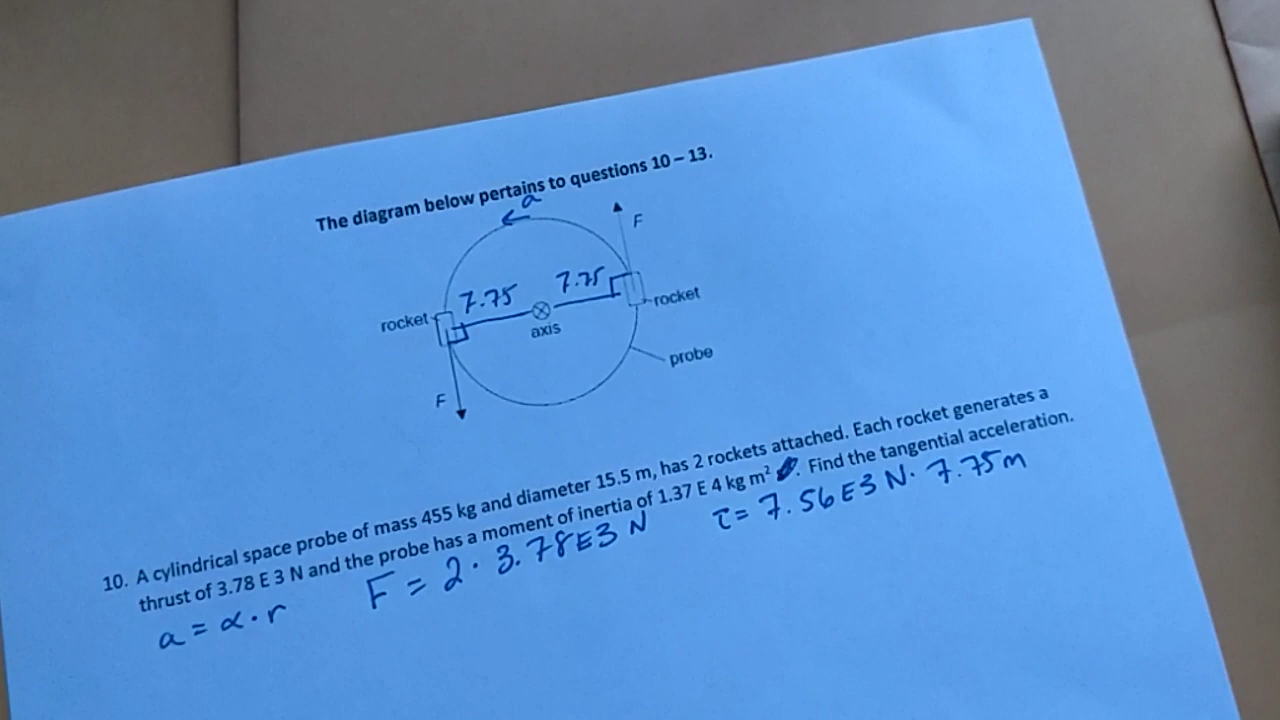 The diagram below pertains to questions 10 – 13.
a
F
7.75 7.75
rocket
rocket
axis
probe
F
10. A cylindrical space probe of mass 455 kg and diameter 15.5 m, has 2 rockets attached. Each rocket generates a
thrust of 3.78 E 3 N and the probe has a moment of inertia of 1.37 E 4 kg m² . Find the tangential acceleration.
a = α · r F = 2 · 3.78E3 N τ = 7.56E3 N · 7.75m